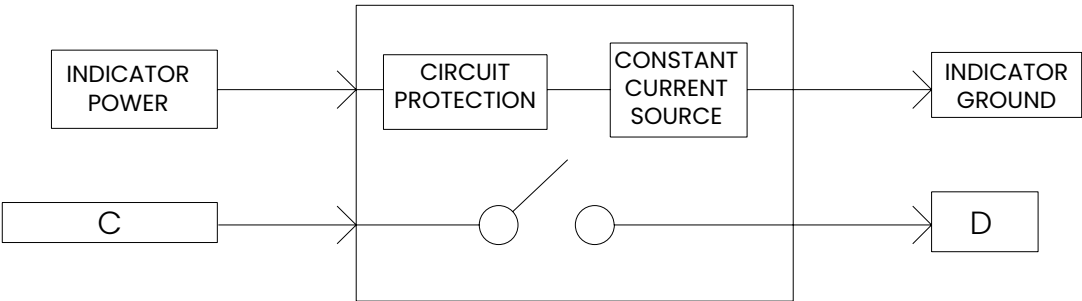 INDICATOR
POWER
CIRCUIT
PROTECTION
CONSTANT
CURRENT
SOURCE
INDICATOR
GROUND
C
D